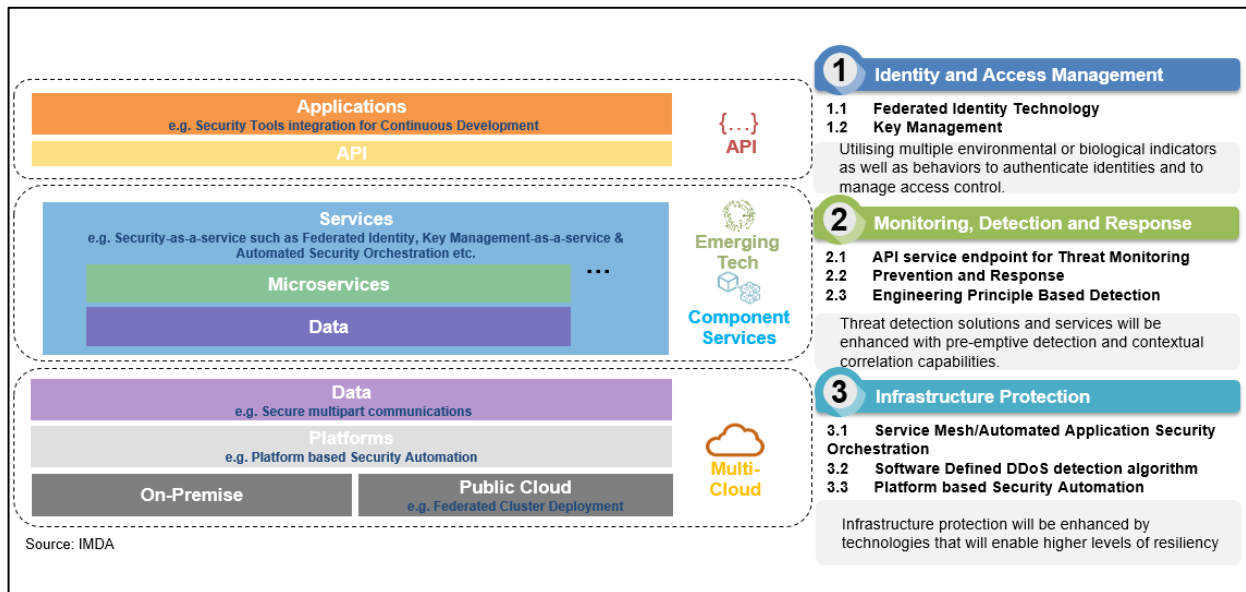 Applications
e.g. Security Tools integration for Continuous Development
API
{...}
API
Services
e.g. Security-as-a-service such as Federated Identity, Key Management-as-a-service &
Automated Security Orchestration etc.
...
Microservices
Data
Emerging
Tech
Component
Services
Data
e.g. Secure multipart communications
Platforms
e.g. Platform based Security Automation
On-Premise
Public Cloud
e.g. Federated Cluster Deployment
Multi-
Cloud
Source: IMDA
1 Identity and Access Management
1.1 Federated Identity Technology
1.2 Key Management
Utilising multiple environmental or biological indicators
as well as behaviors to authenticate identities and to
manage access control.
2 Monitoring, Detection and Response
2.1 API service endpoint for Threat Monitoring
2.2 Prevention and Response
2.3 Engineering Principle Based Detection
Threat detection solutions and services will be
enhanced with pre-emptive detection and contextual
correlation capabilities.
3 Infrastructure Protection
3.1 Service Mesh/Automated Application Security
Orchestration
3.2 Software Defined DDoS detection algorithm
3.3 Platform based Security Automation
Infrastructure protection will be enhanced by
technologies that will enable higher levels of resiliency